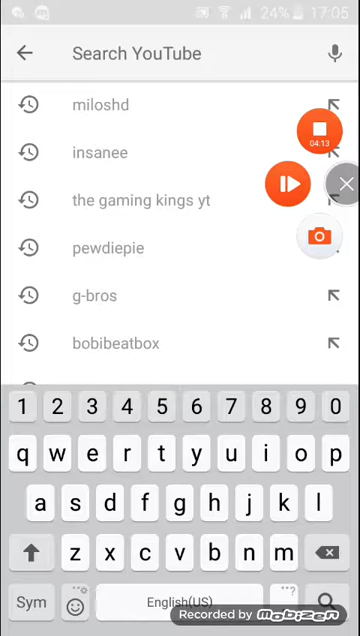 24% 17:05
Search YouTube
miloshd
04:13
insanee
the gaming kings yt
pewdiepie
g-bros
bobibeatbox
1 2 3 4 5 6 7 8 9 0
q w e r t y u i o p
a s d f g h j k l
z x c v b n m
Sym English(US) ...?
Recorded by MOBIZEN